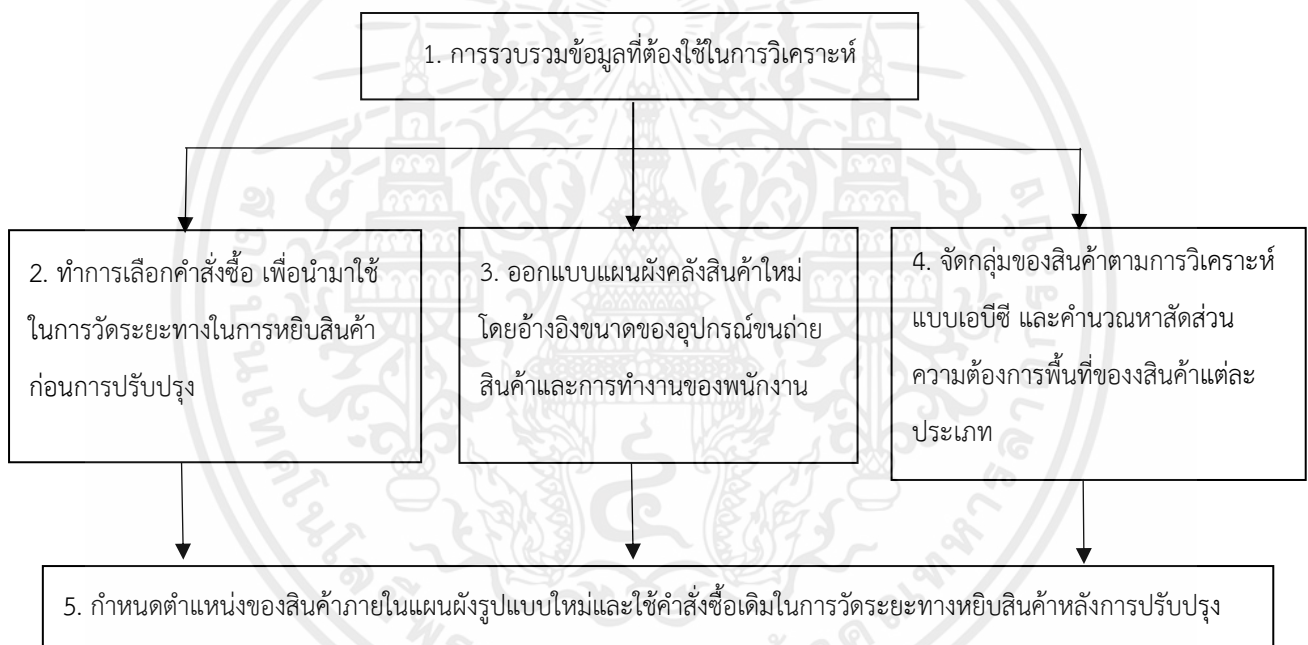 1. การรวบรวมข้อมูลที่ต้องใช้ในการวิเคราะห์
2. ทำการเลือกคำสั่งซื้อ เพื่อนำมาใช้
ในการวัดระยะทางในการหยิบสินค้า
ก่อนการปรับปรุง
3. ออกแบบแผนผังคลังสินค้าใหม่
โดยอ้างอิงขนาดของอุปกรณ์ขนถ่าย
สินค้าและการทำงานของพนักงาน
4. จัดกลุ่มของสินค้าตามการวิเคราะห์
แบบเอบีซี และคำนวณหาสัดส่วน
ความต้องการพื้นที่ของงสินค้าแต่ละ
ประเภท
5. กำหนดตำแหน่งของสินค้าภายในแผนผังรูปแบบใหม่และใช้คำสั่งซื้อเดิมในการวัดระยะทางหยิบสินค้าหลังการปรับปรุง